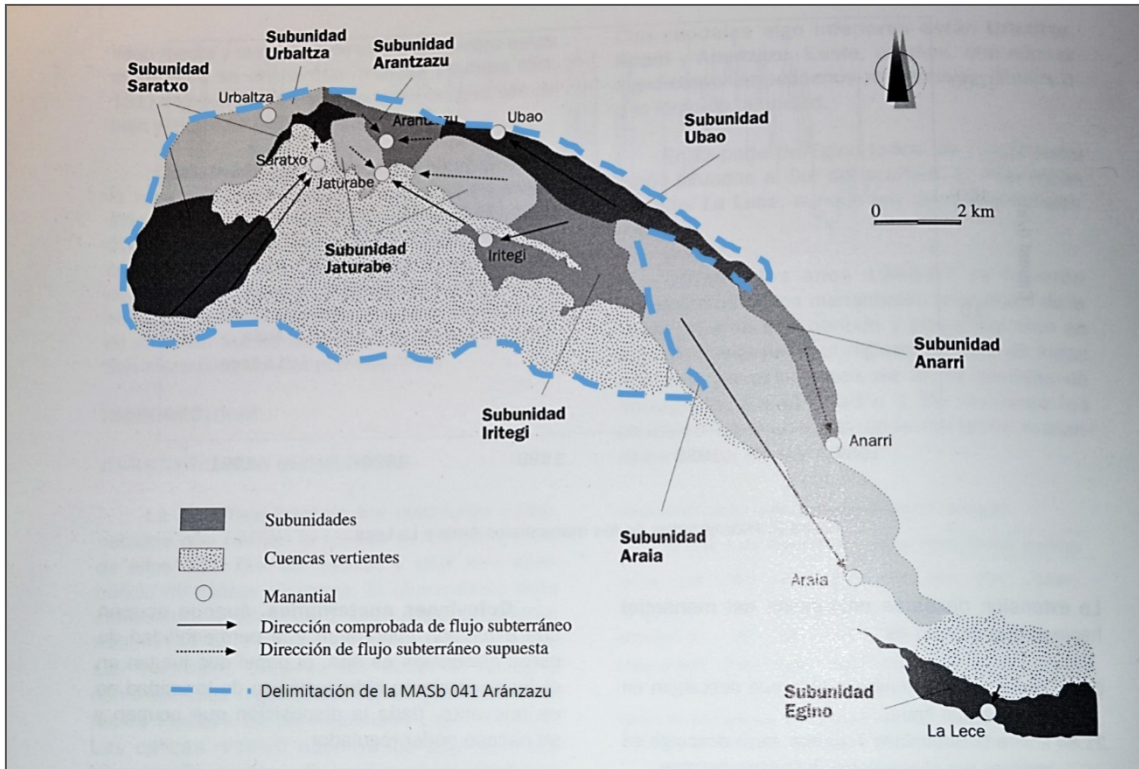 Subunidad
Urbaltza
Subunidad
Arantzazu
Subunidad
Saratxo
Urbaltza
Arantzazu
Ubao
Subunidad
Ubao
Saratxo
Jaturabe
0 2 km
Subunidad
Jaturabe
Iritegi
Subunidad
Anarri
Subunidad
Iritegi
Anarri
Subunidad
Araia
Araia
Subunidades
Cuencas vertientes
Manantial
Dirección comprobada de flujo subterráneo
Dirección de flujo subterráneo supuesta
Delimitación de la MASb 041 Aránzazu
Subunidad
Egino
La Lece